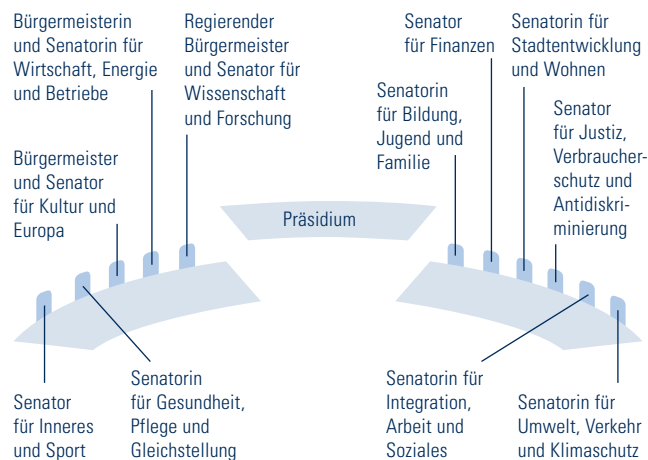 Bürgermeisterin
und Senatorin für
Wirtschaft, Energie
und Betriebe
Regierender
Bürgermeister
und Senator für
Wissenschaft
und Forschung
Senator
für Finanzen
Senatorin für
Stadtentwicklung
und Wohnen
Senatorin
für Bildung,
Jugend und
Familie
Senator
für Justiz,
Verbraucher-
schutz und
Antidiskri-
minierung
Bürgermeister
und Senator
für Kultur und
Europa
Präsidium
Senator
für Inneres
und Sport
Senatorin
für Gesundheit,
Pflege und
Gleichstellung
Senatorin für
Integration,
Arbeit und
Soziales
Senatorin für
Umwelt, Verkehr
und Klimaschutz